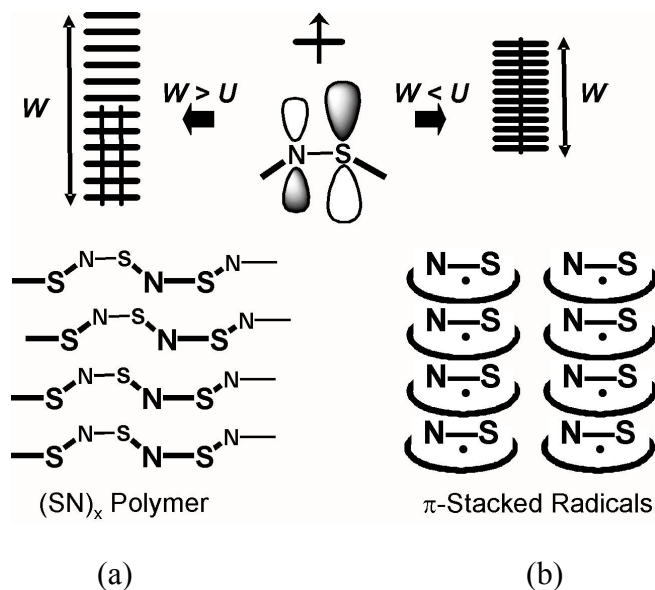 W
W > U
N–S
W < U
W
S N S N S N
S N S N S N
S N S N S N
S N S N S N
N–S N–S
N–S N–S
N–S N–S
N–S N–S
(SN)x Polymer
π-Stacked Radicals
(a)
(b)